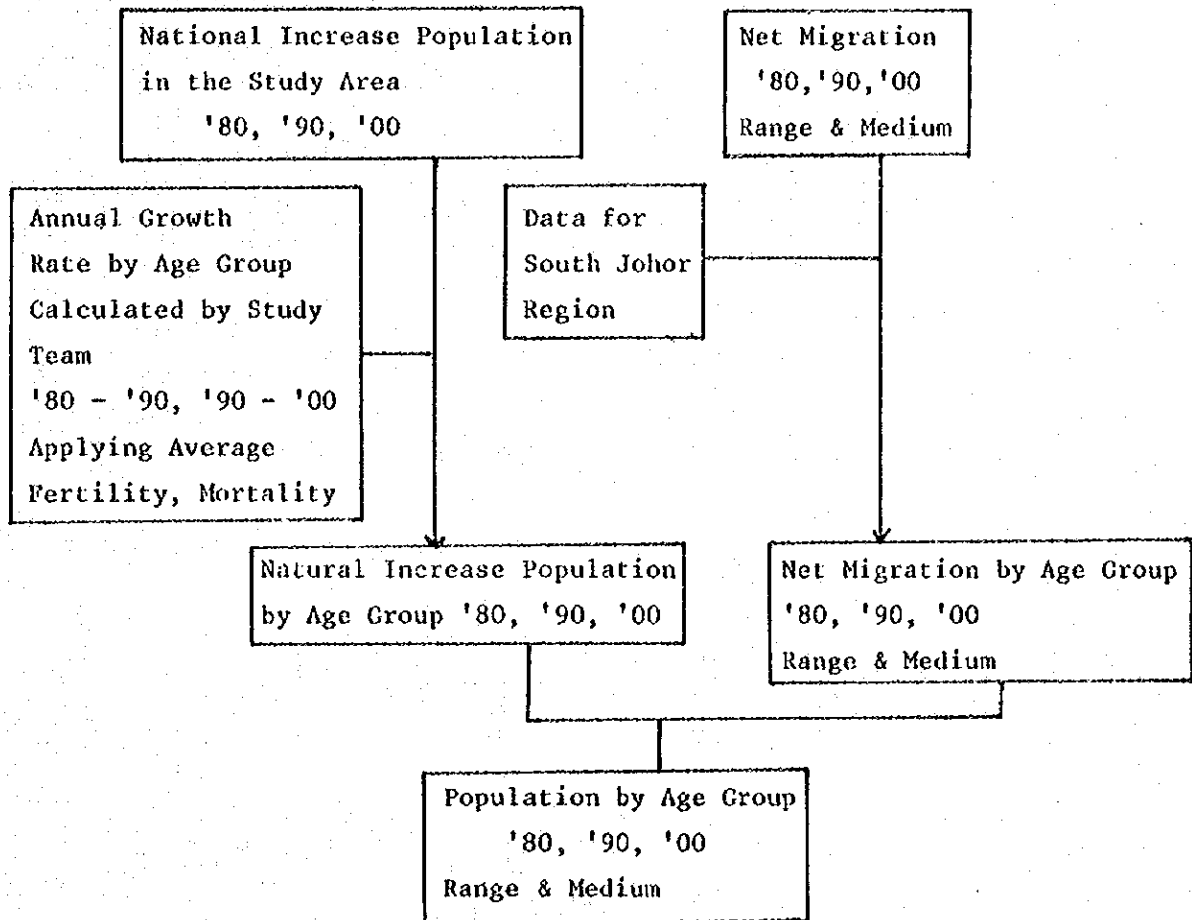 National Increase Population
in the Study Area
'80, '90, '00
Net Migration
'80,'90,'00
Range & Medium
Annual Growth
Rate by Age Group
Calculated by Study
Team
'80 - '90, '90 - '00
Applying Average
Fertility, Mortality
Data for
South Johor
Region
Natural Increase Population
by Age Group '80, '90, '00
Net Migration by Age Group
'80, '90, '00
Range & Medium
Population by Age Group
'80, '90, '00
Range & Medium